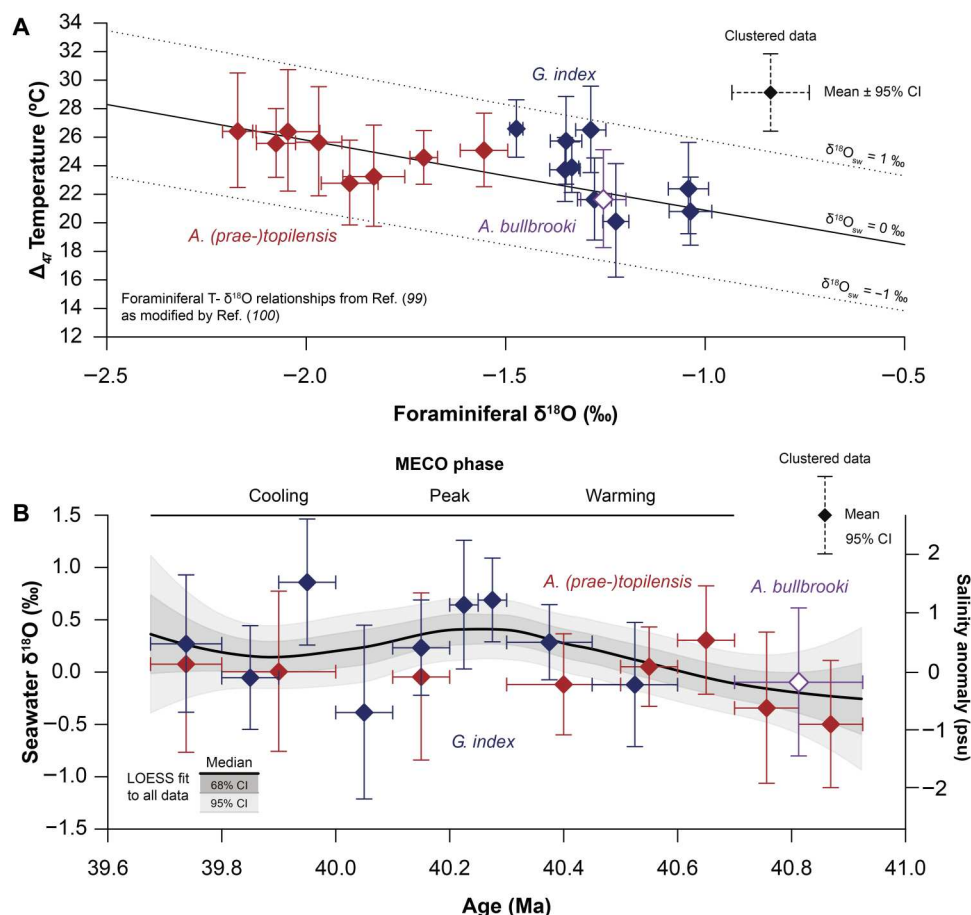 A
Δ47 Temperature (ºC)
34
32
30
28
26
24
22
20
18
16
14
12
Clustered data
Mean ± 95% CI
G. index
A. (prae-)topilensis
A. bullbrooki
δ18Osw = 1 ‰
δ18Osw = 0 ‰
δ18Osw = −1 ‰
Foraminiferal T- δ18O relationships from Ref. (99)
as modified by Ref. (100)
−2.5 −2.0 −1.5 −1.0 −0.5
Foraminiferal δ18O (‰)
MECO phase
Cooling Peak Warming
Clustered data
Mean
95% CI
B
Seawater δ18O (‰)
1.5
1.0
0.5
0.0
−0.5
−1.0
−1.5
A. (prae-)topilensis
A. bullbrooki
G. index
Median
LOESS fit
to all data
68% CI
95% CI
2
1
0
−1
−2
Salinity anomaly (psu)
39.6 39.8 40.0 40.2 40.4 40.6 40.8 41.0
Age (Ma)